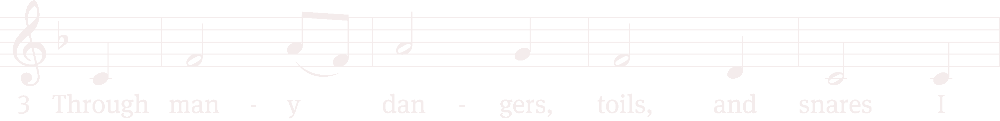 3 Through man - y dan - gers, toils, and snares I